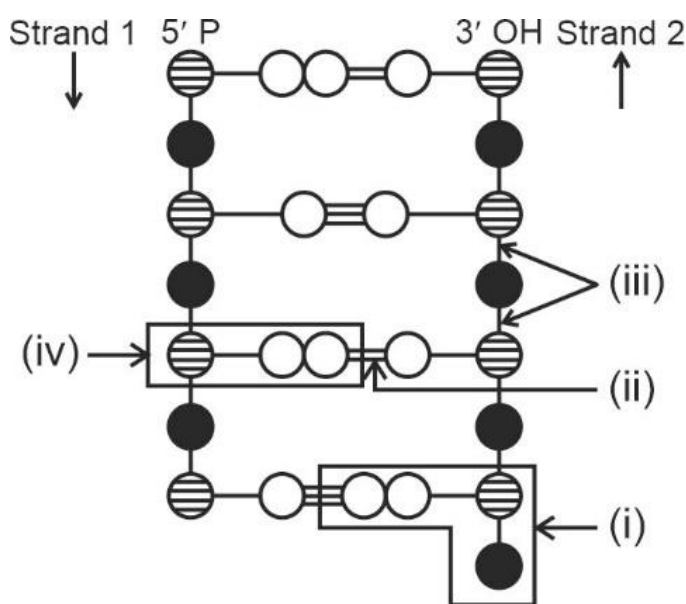 Strand 1 5′ P 3′ OH Strand 2
(iii)
(iv)
(ii)
(i)